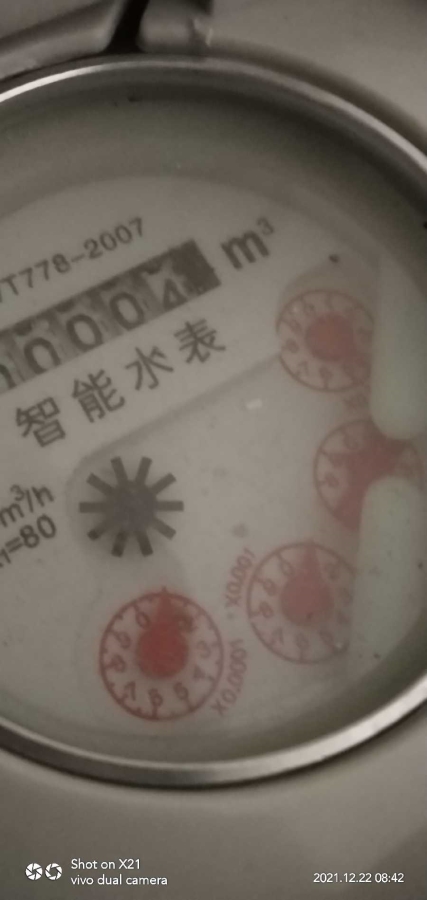 T778-2007
0004 m³
智能水表
m³/h
=80
X0.001
X0.0001
Shot on X21
vivo dual camera
2021.12.22 08:42